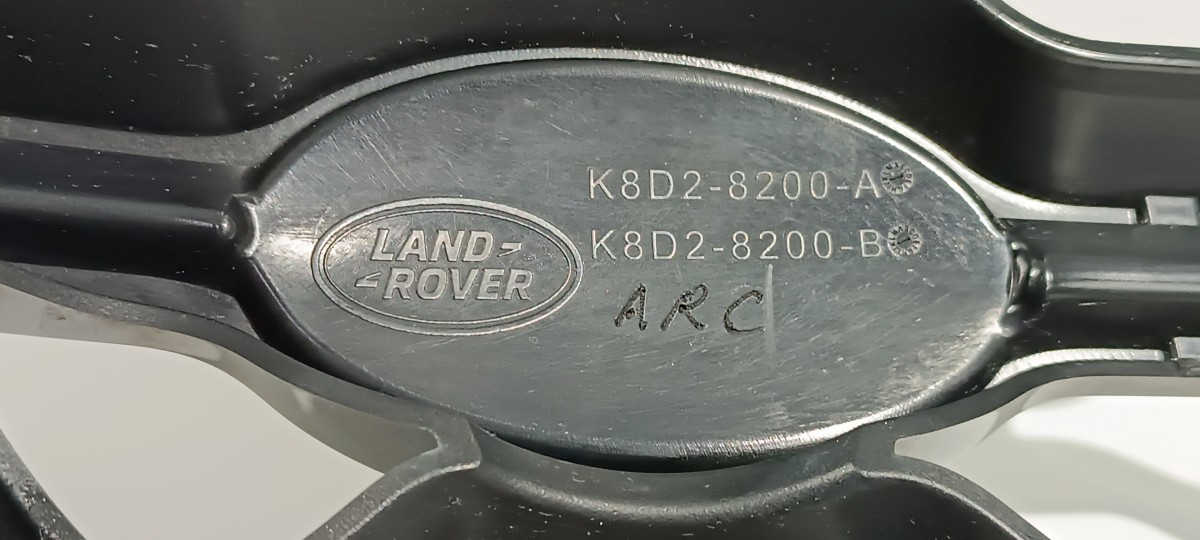 LAND
ROVER
K8D2-8200-A
K8D2-8200-B
ARC